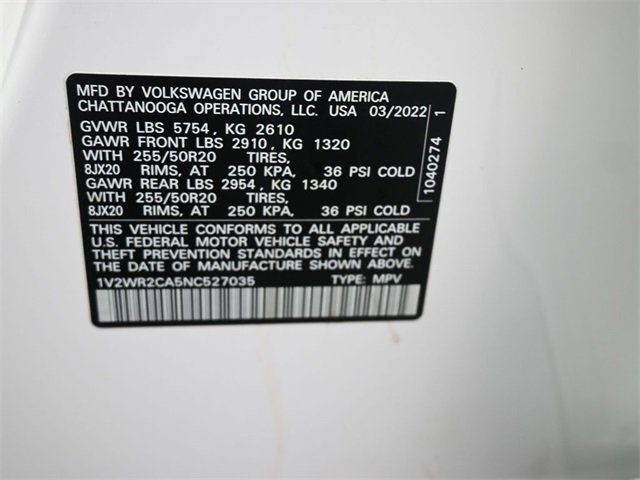 MFD BY VOLKSWAGEN GROUP OF AMERICA
CHATTANOOGA OPERATIONS, LLC. USA 03/2022
GVWR LBS 5754, KG 2610
GAWR FRONT LBS 2910, KG 1320
WITH 255/50R20 TIRES,
8JX20 RIMS, AT 250 KPA, 36 PSI COLD
GAWR REAR LBS 2954, KG 1340
WITH 255/50R20 TIRES,
8JX20 RIMS, AT 250 KPA, 36 PSI COLD
THIS VEHICLE CONFORMS TO ALL APPLICABLE
U.S. FEDERAL MOTOR VEHICLE SAFETY AND
THEFT PREVENTION STANDARDS IN EFFECT ON
THE DATE OF MANUFACTURE SHOWN ABOVE.
1V2WR2CA5NC527035 TYPE: MPV
1040274 1